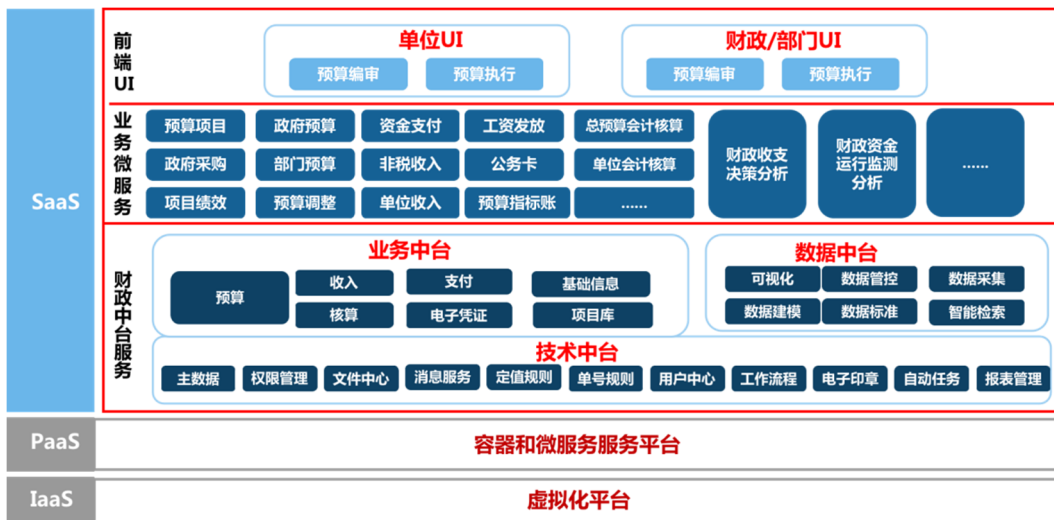 SaaS
前端UI
单位UI
预算编审
预算执行
财政/部门UI
预算编审
预算执行
业务微服务
预算项目
政府预算
资金支付
工资发放
总预算会计核算
政府采购
部门预算
非税收入
公务卡
单位会计核算
项目绩效
预算调整
单位收入
预算指标账
......
财政收支
决策分析
财政资金
运行监测
分析
......
财政中台服务
业务中台
预算
收入
支付
基础信息
核算
电子凭证
项目库
数据中台
可视化
数据管控
数据采集
数据建模
数据标准
智能检索
技术中台
主数据
权限管理
文件中心
消息服务
定值规则
单号规则
用户中心
工作流程
电子印章
自动任务
报表管理
PaaS
容器和微服务服务平台
IaaS
虚拟化平台